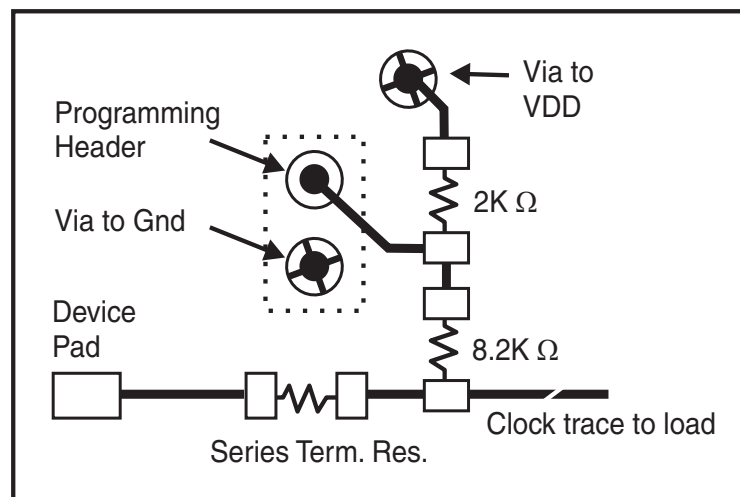 Via to
VDD
Programming
Header
2K Ω
Via to Gnd
Device
Pad
8.2K Ω
Clock trace to load
Series Term. Res.